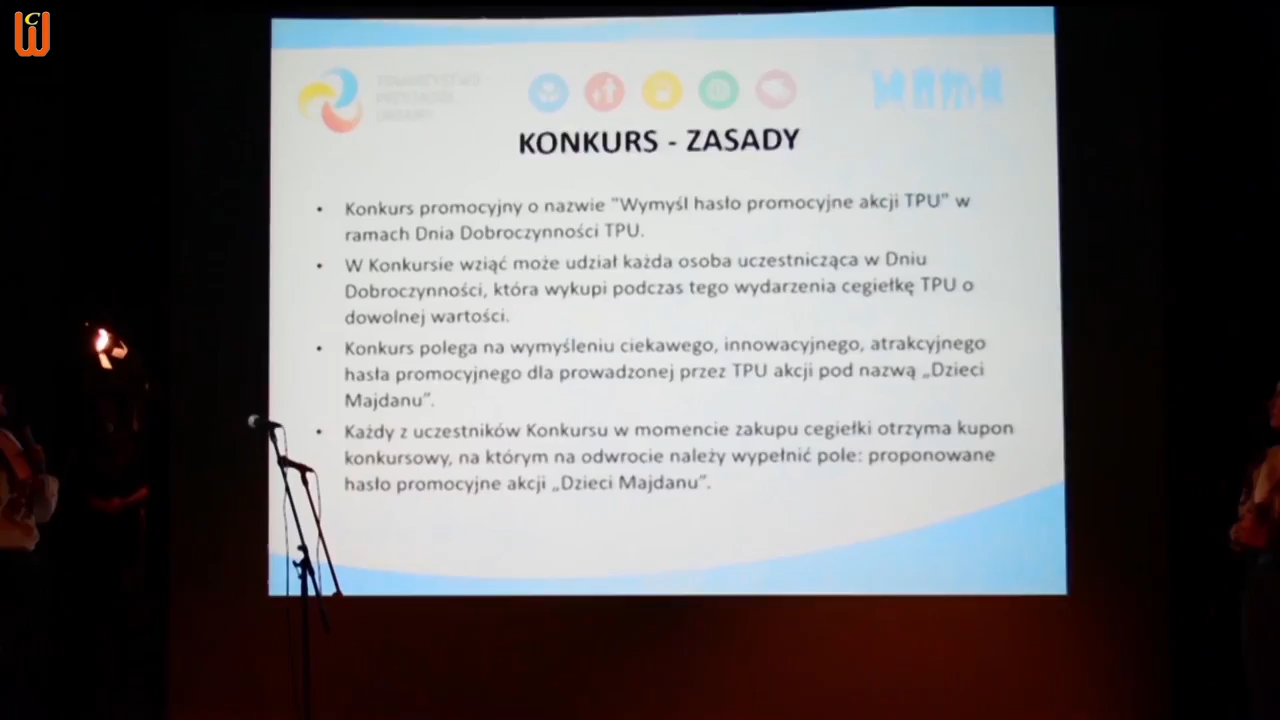 CW
KONKURS - ZASADY
• Konkurs promocyjny o nazwie "Wymyśl hasło promocyjne akcji TPU" w
ramach Dnia Dobroczynności TPU.
• W Konkursie wziąć może udział każda osoba uczestnicząca w Dniu
Dobroczynności, która wykupi podczas tego wydarzenia cegiełkę TPU o
dowolnej wartości.
• Konkurs polega na wymyśleniu ciekawego, innowacyjnego, atrakcyjnego
hasła promocyjnego dla prowadzonej przez TPU akcji pod nazwą „Dzieci
Majdanu”.
• Każdy z uczestników Konkursu w momencie zakupu cegiełki otrzyma kupon
konkursowy, na którym na odwrocie należy wypełnić pole: proponowane
hasło promocyjne akcji „Dzieci Majdanu”.